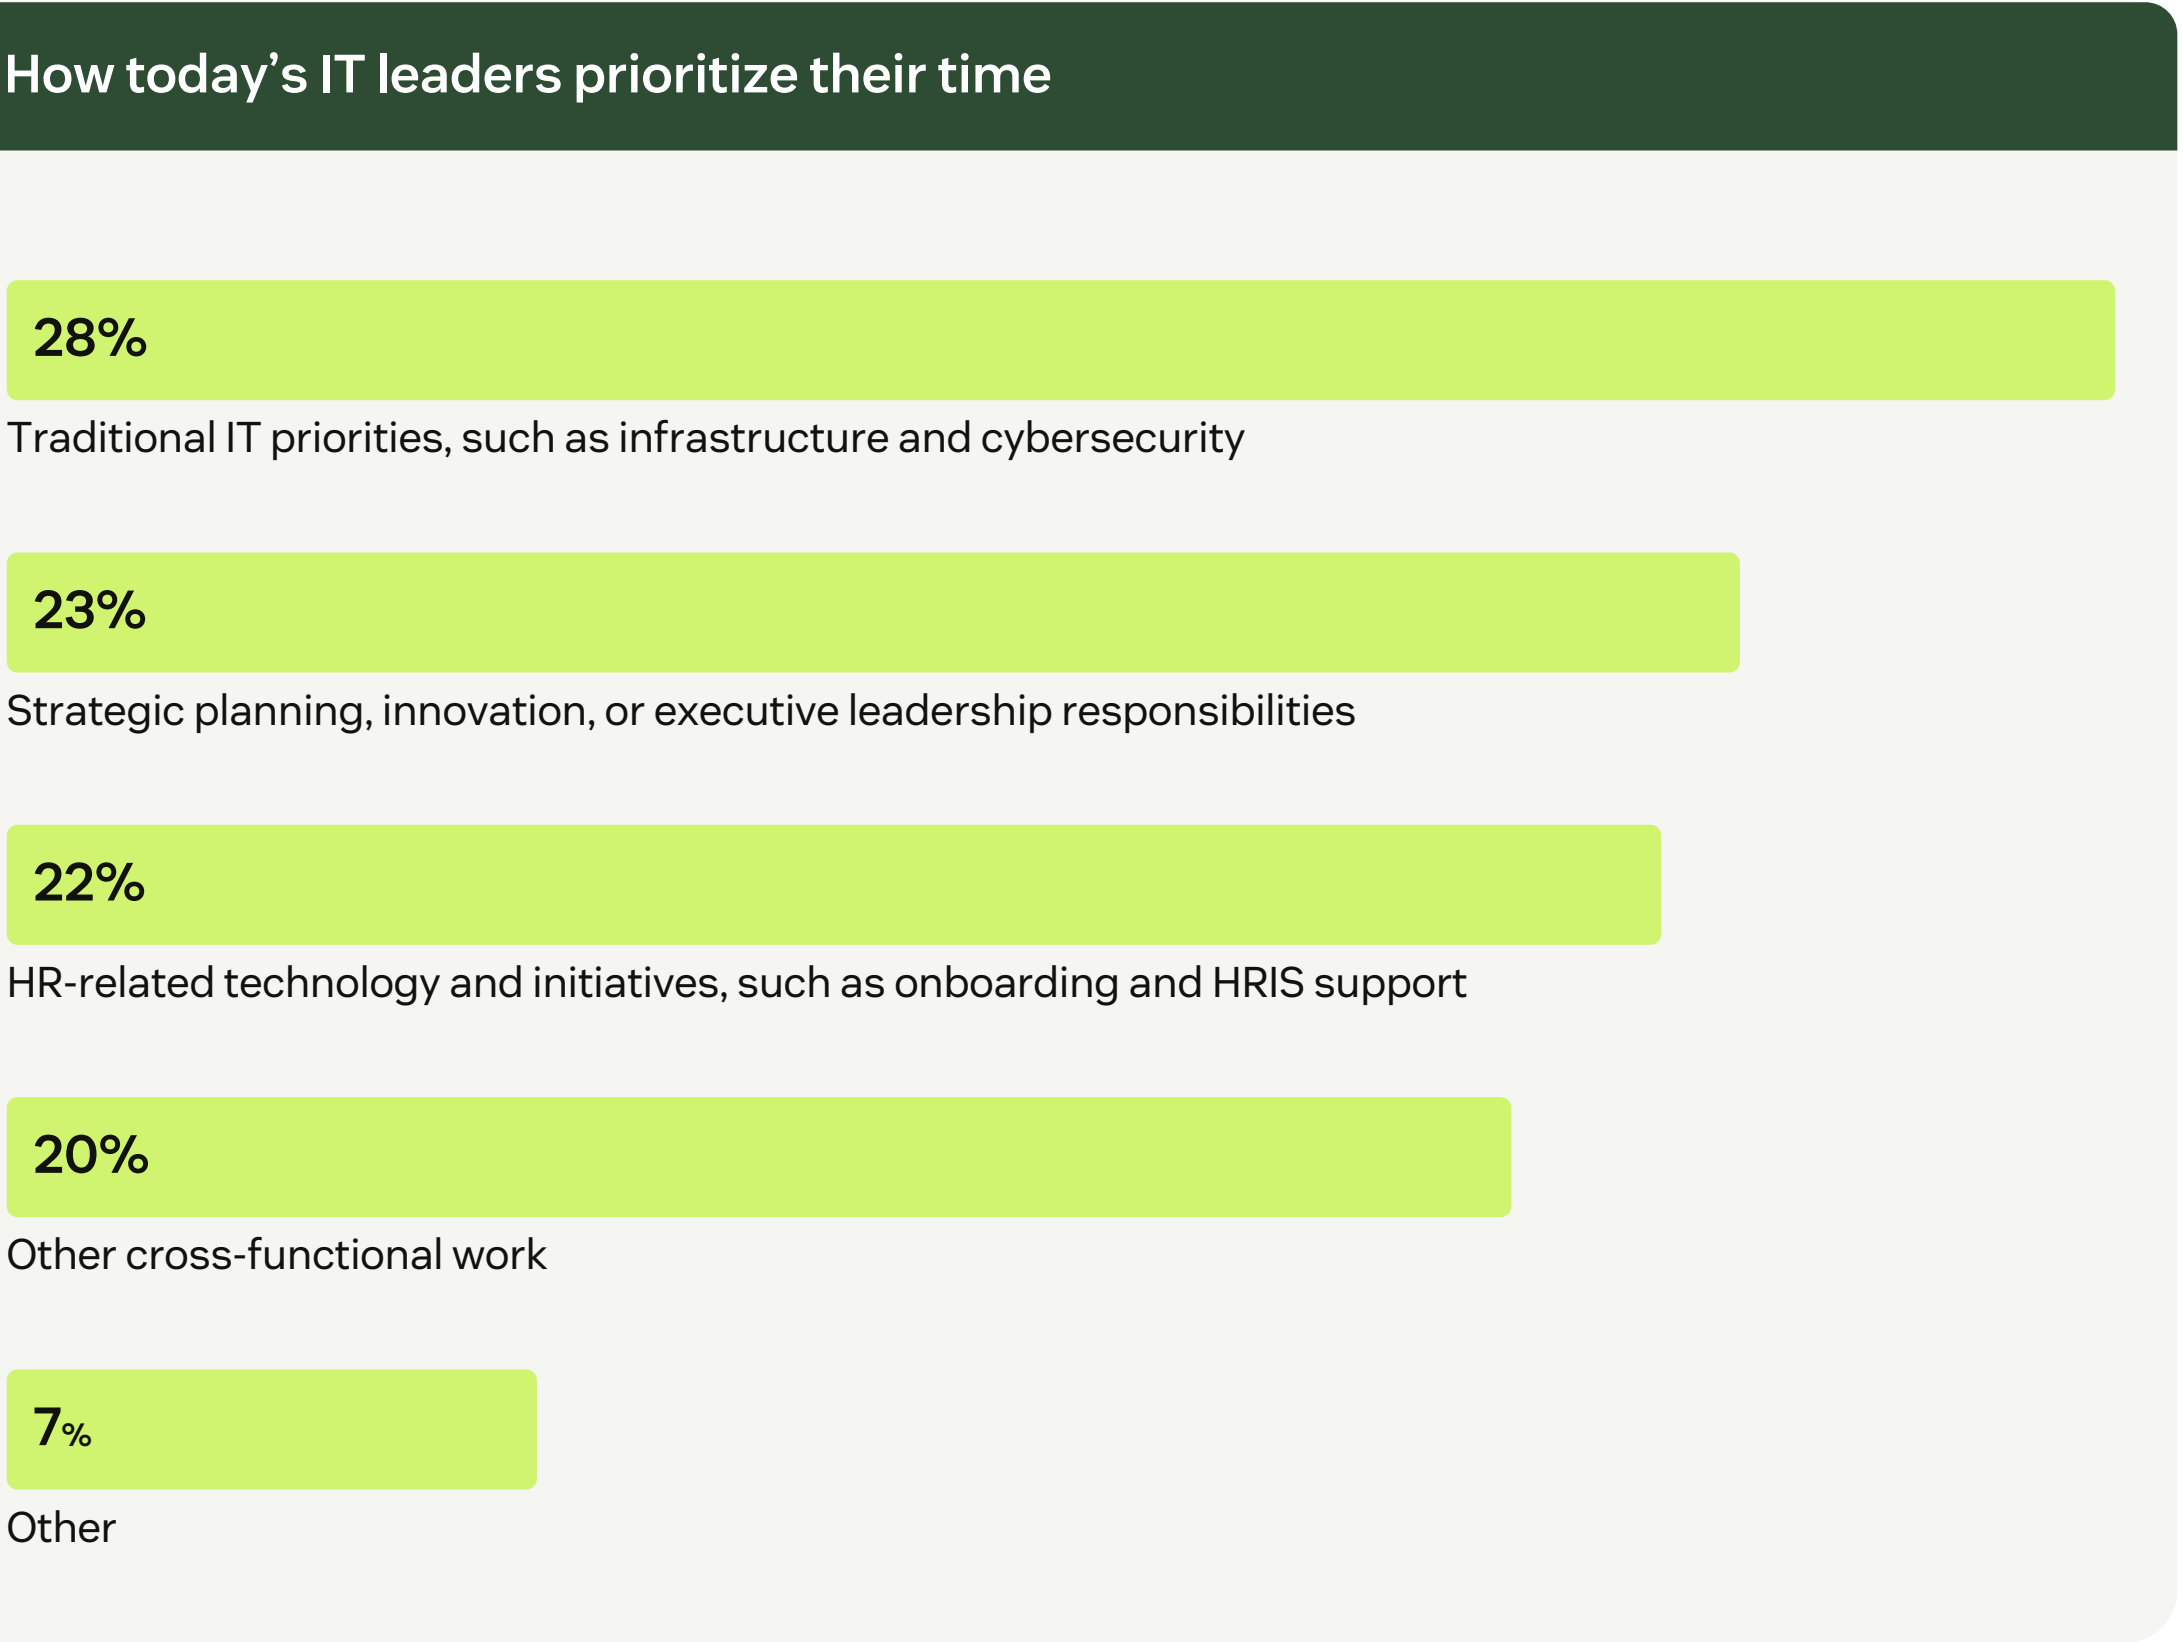 How today’s IT leaders prioritize their time
28%
Traditional IT priorities, such as infrastructure and cybersecurity
23%
Strategic planning, innovation, or executive leadership responsibilities
22%
HR-related technology and initiatives, such as onboarding and HRIS support
20%
Other cross-functional work
7%
Other